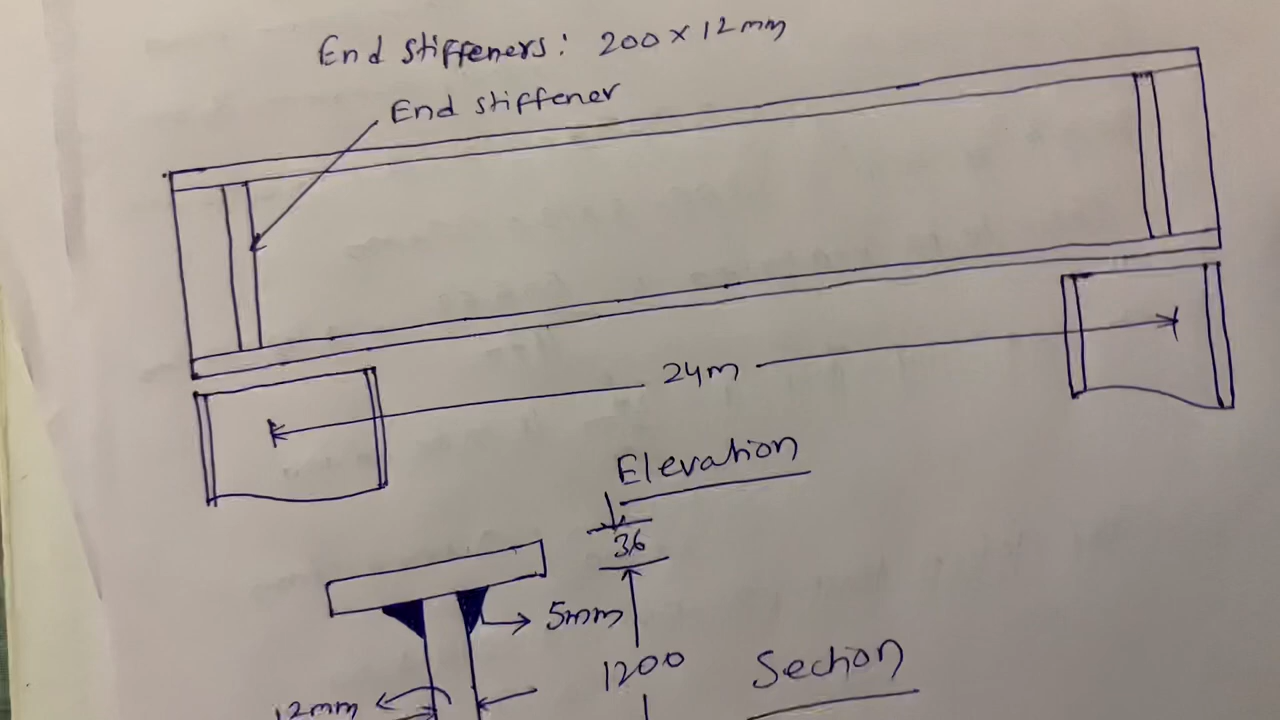 End stiffeners: 200 x 12mm
End stiffener
24m
Elevation
36
5mm
1200
Section
12mm